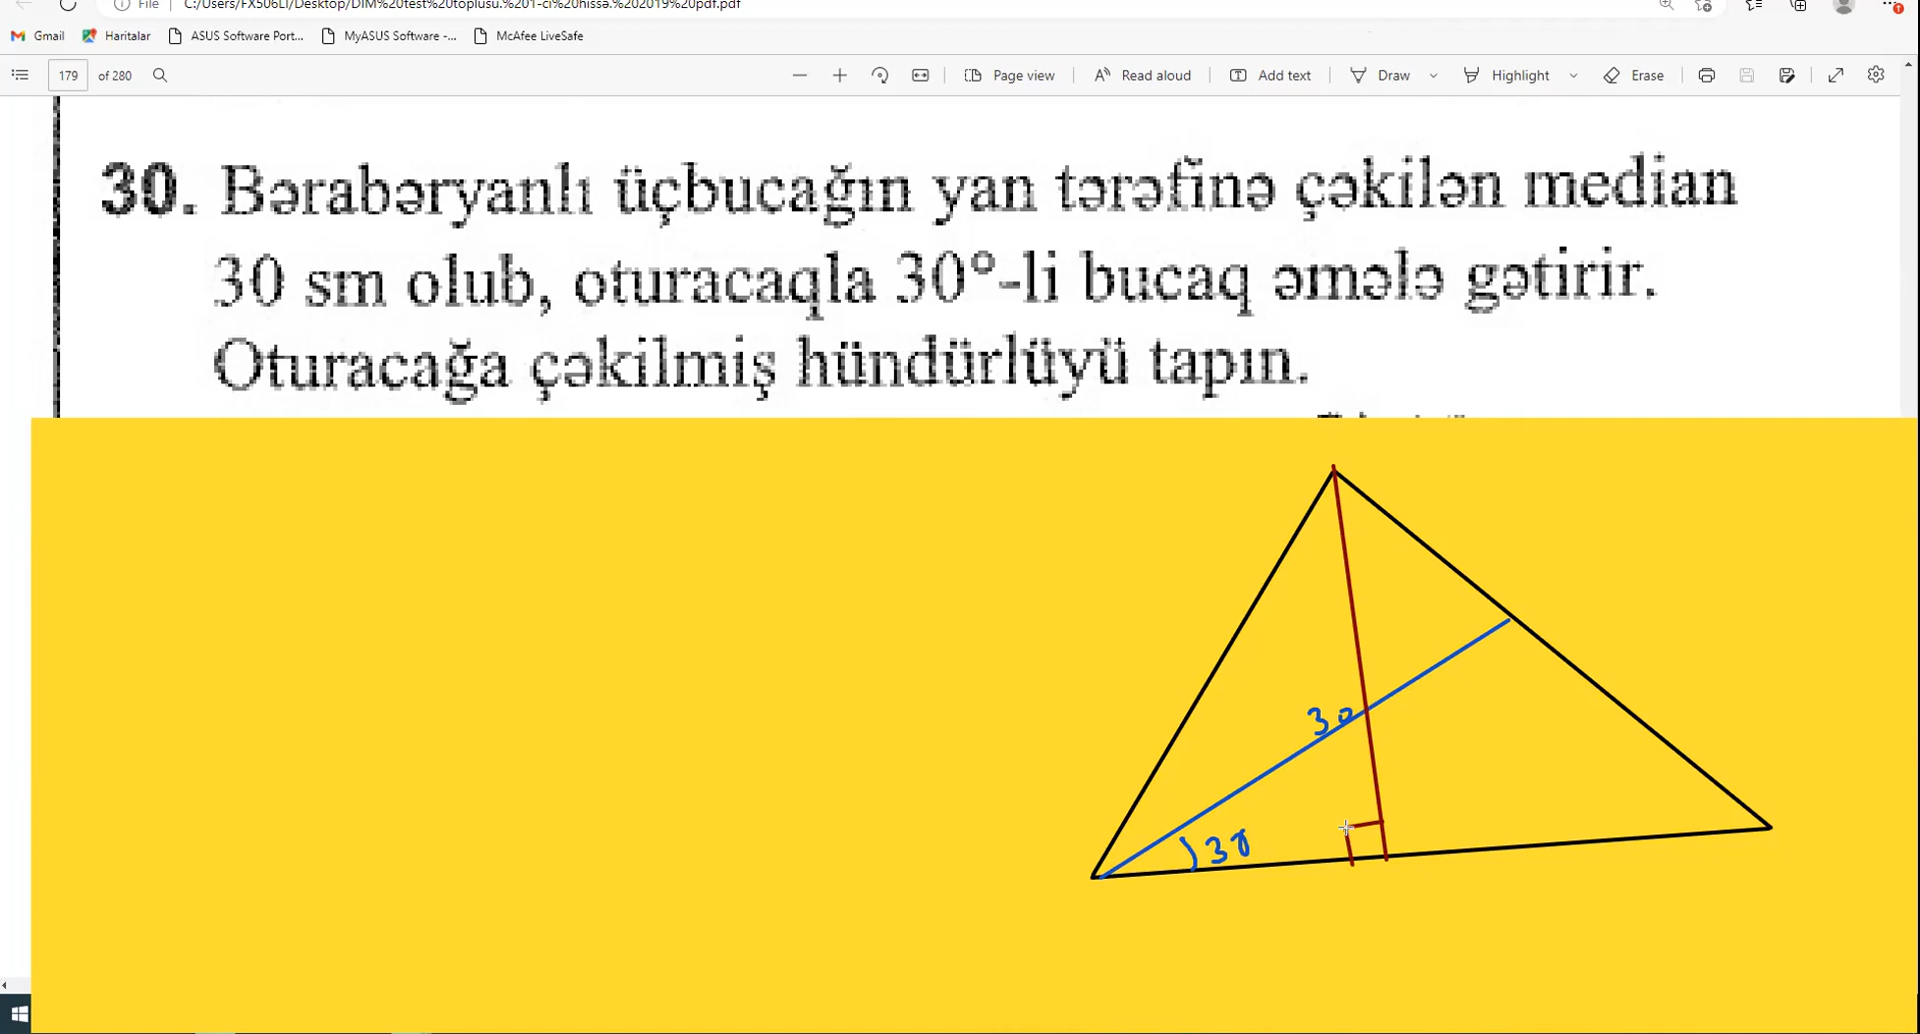 File C:/Users/FX506LI/Desktop/DIM%20test%20toplusu.%201-ci%20hissə.%202019%20pdf.pdf
Gmail Haritalar ASUS Software Port... MyASUS Software -... McAfee LiveSafe
179 of 280 Page view Read aloud Add text Draw Highlight Erase
30. Bərabəryanlı üçbucağın yan tərəfinə çəkilən median
30 sm olub, oturacaqla 30°-li bucaq əmələ gətirir.
Oturacağa çəkilmiş hündürlüyü tapın.
30